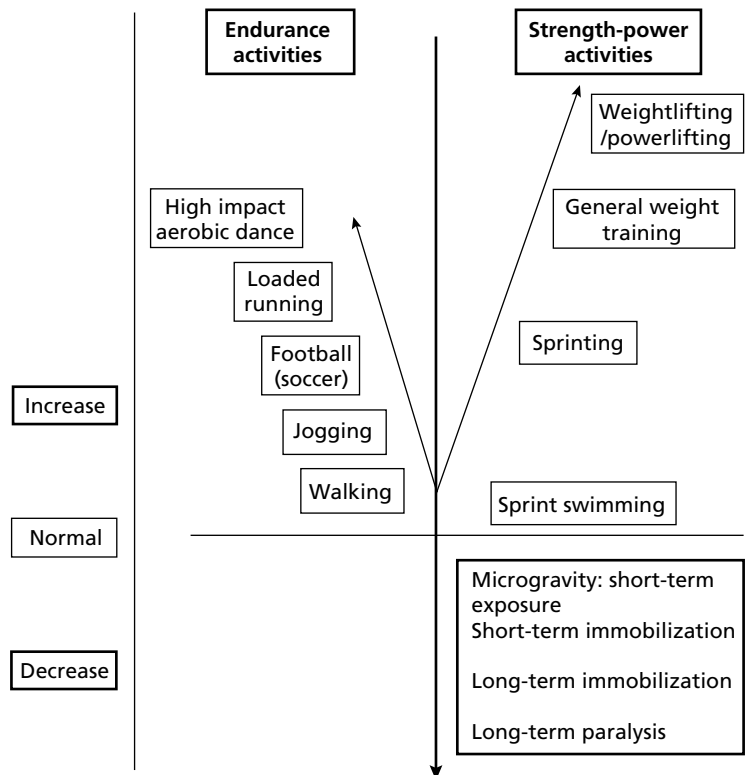 Endurance
activities
Strength-power
activities
Weightlifting
/powerlifting
High impact
aerobic dance
General weight
training
Loaded
running
Sprinting
Football
(soccer)
Increase
Jogging
Walking
Sprint swimming
Normal
Microgravity: short-term
exposure
Short-term immobilization
Decrease
Long-term immobilization
Long-term paralysis